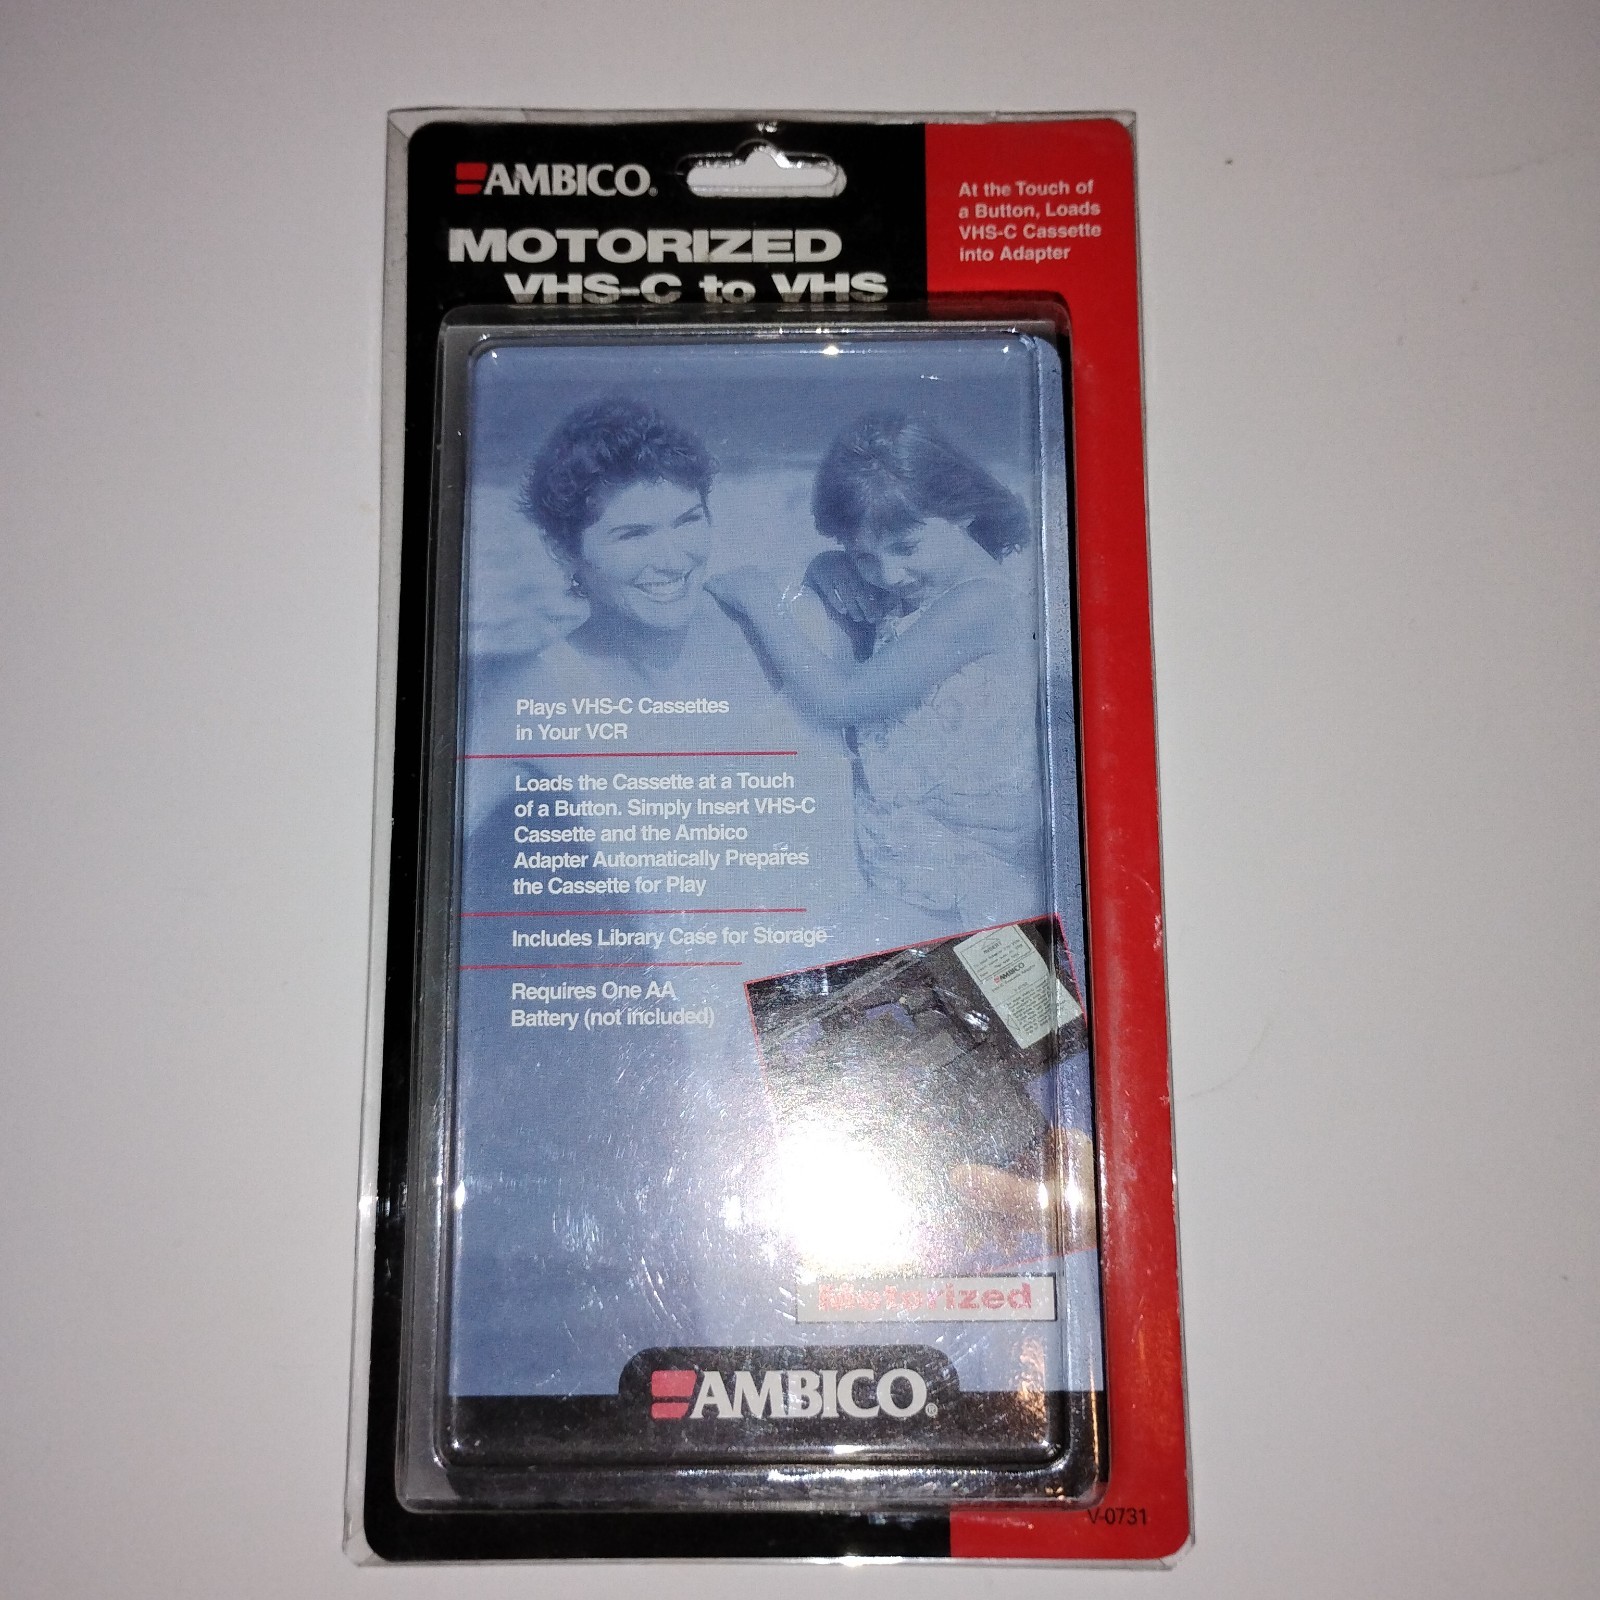 AMBICO®
MOTORIZED
VHS-C to VHS
At the Touch of
a Button, Loads
VHS-C Cassette
into Adapter
Plays VHS-C Cassettes
in Your VCR
Loads the Cassette at a Touch
of a Button. Simply Insert VHS-C
Cassette and the Ambico
Adapter Automatically Prepares
the Cassette for Play
Includes Library Case for Storage
Requires One AA
Battery (not included)
INSERT
AMBICO
Motorized
AMBICO®
V-0731